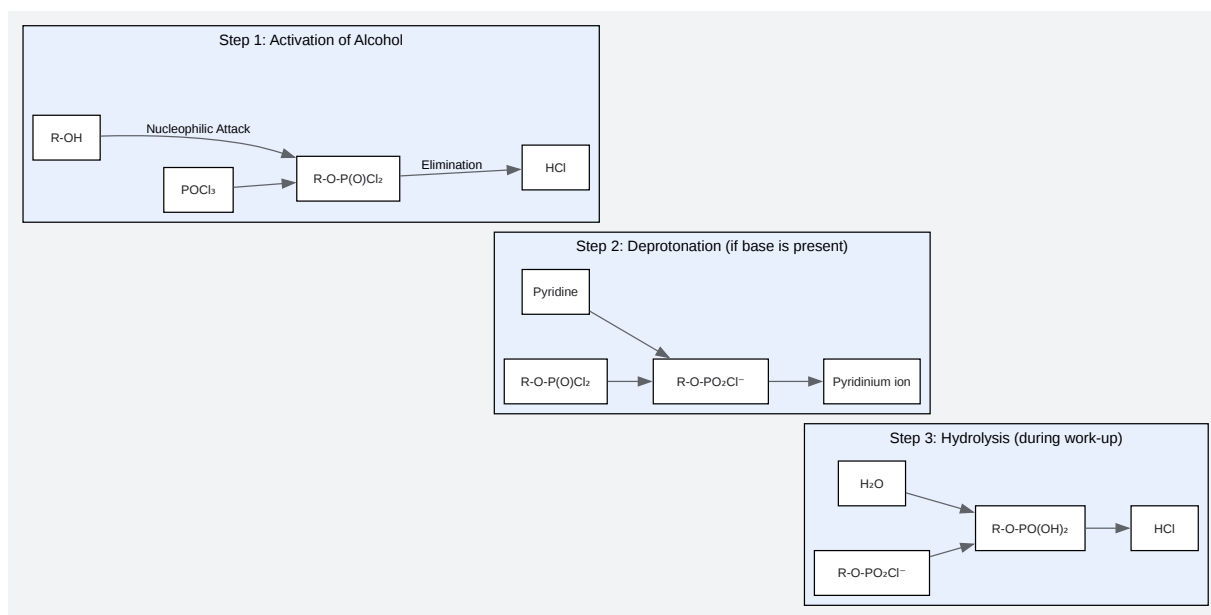 Step 1: Activation of Alcohol
R-OH
Nucleophilic Attack
POCl₃
R-O-P(O)Cl₂
Elimination
HCl
Step 2: Deprotonation (if base is present)
Pyridine
R-O-P(O)Cl₂
R-O-PO₂Cl⁻
Pyridinium ion
Step 3: Hydrolysis (during work-up)
H₂O
R-O-PO₂Cl⁻
R-O-PO(OH)₂
HCl